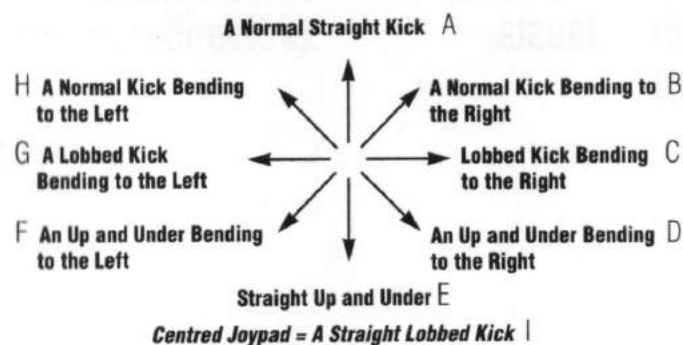 A Normal Straight Kick A
H A Normal Kick Bending
to the Left
A Normal Kick Bending to B
the Right
G A Lobbed Kick
Bending to the Left
Lobbed Kick Bending C
to the Right
F An Up and Under Bending
to the Left
An Up and Under Bending D
to the Right
Straight Up and Under E
Centred Joypad = A Straight Lobbed Kick I